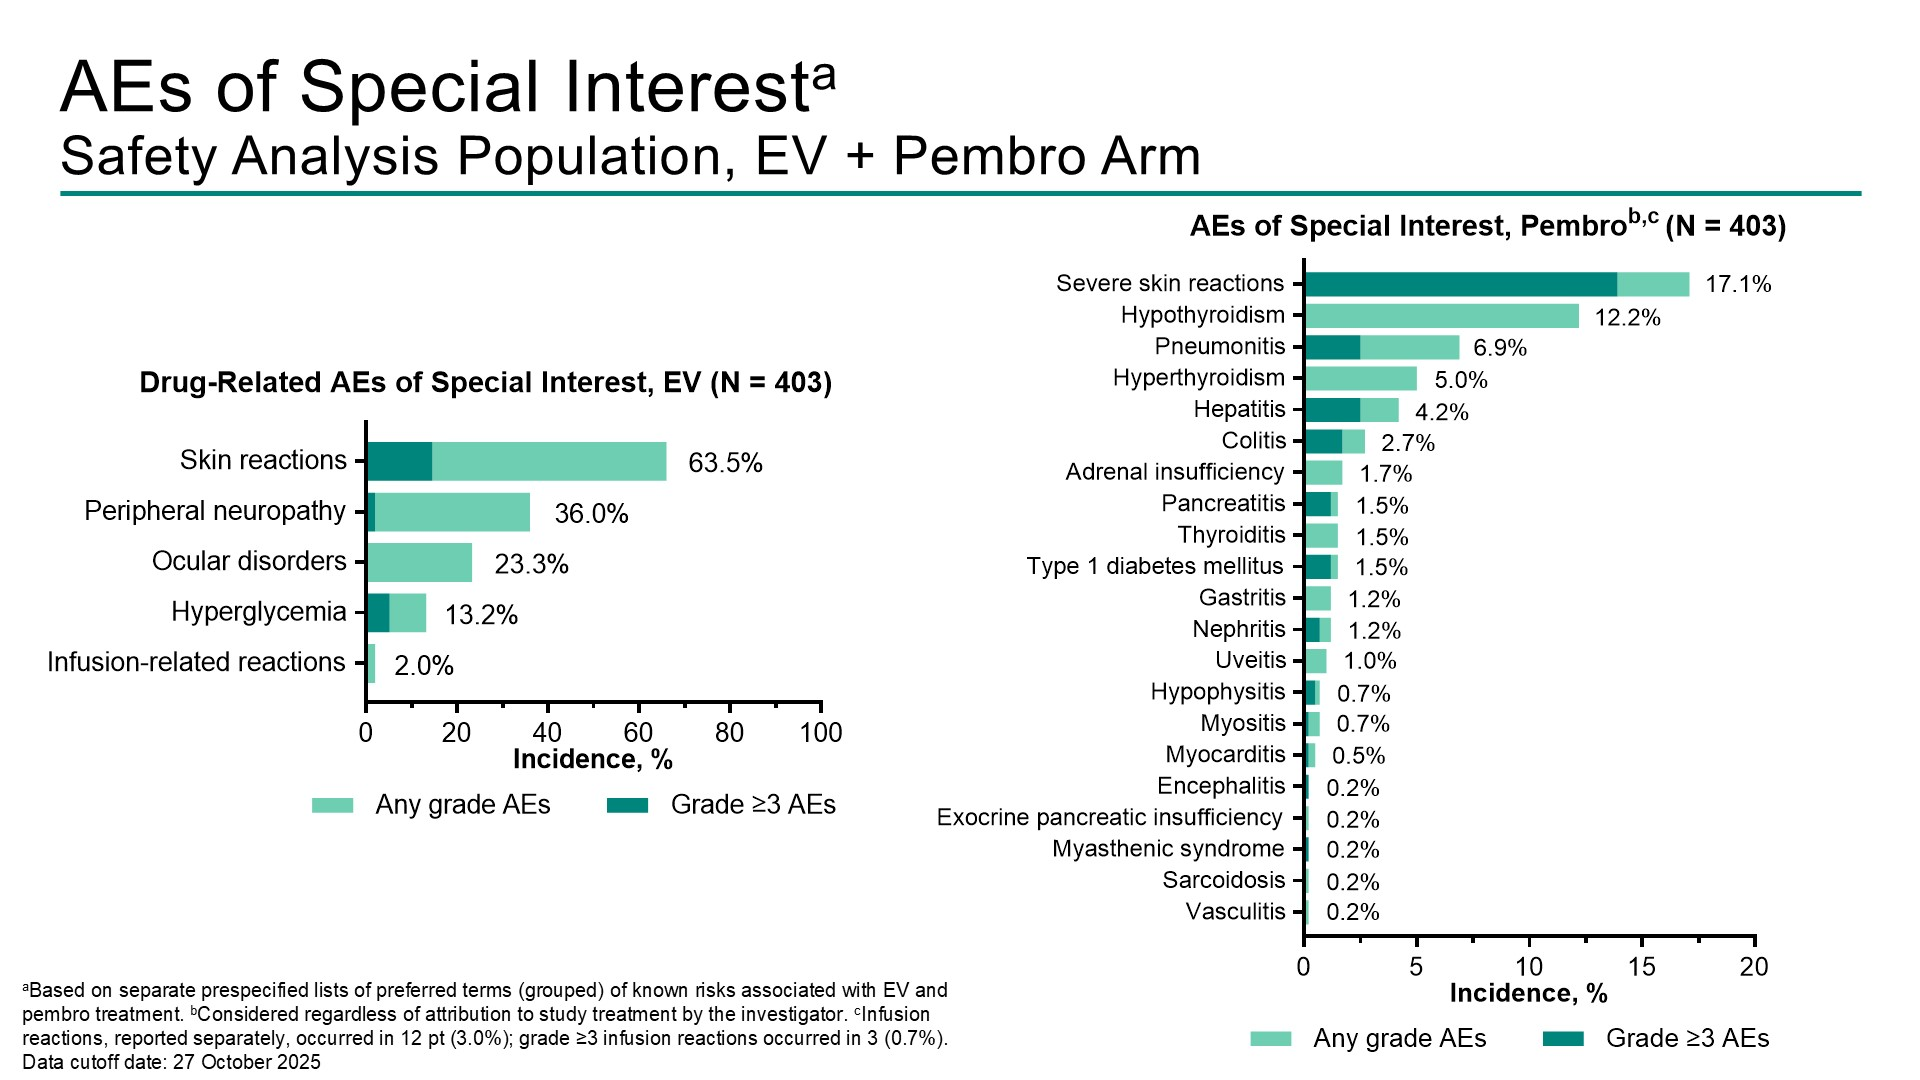 AEs of Special Interestᵃ
Safety Analysis Population, EV + Pembro Arm
Drug-Related AEs of Special Interest, EV (N = 403)
Skin reactions 63.5%
Peripheral neuropathy 36.0%
Ocular disorders 23.3%
Hyperglycemia 13.2%
Infusion-related reactions 2.0%
0 20 40 60 80 100
Incidence, %
Any grade AEs Grade ≥3 AEs
AEs of Special Interest, Pembroᵇ,ᶜ (N = 403)
Severe skin reactions 17.1%
Hypothyroidism 12.2%
Pneumonitis 6.9%
Hyperthyroidism 5.0%
Hepatitis 4.2%
Colitis 2.7%
Adrenal insufficiency 1.7%
Pancreatitis 1.5%
Thyroiditis 1.5%
Type 1 diabetes mellitus 1.5%
Gastritis 1.2%
Nephritis 1.2%
Uveitis 1.0%
Hypophysitis 0.7%
Myositis 0.7%
Myocarditis 0.5%
Encephalitis 0.2%
Exocrine pancreatic insufficiency 0.2%
Myasthenic syndrome 0.2%
Sarcoidosis 0.2%
Vasculitis 0.2%
0 5 10 15 20
Incidence, %
Any grade AEs Grade ≥3 AEs
ᵃBased on separate prespecified lists of preferred terms (grouped) of known risks associated with EV and
pembro treatment. ᵇConsidered regardless of attribution to study treatment by the investigator. ᶜInfusion
reactions, reported separately, occurred in 12 pt (3.0%); grade ≥3 infusion reactions occurred in 3 (0.7%).
Data cutoff date: 27 October 2025